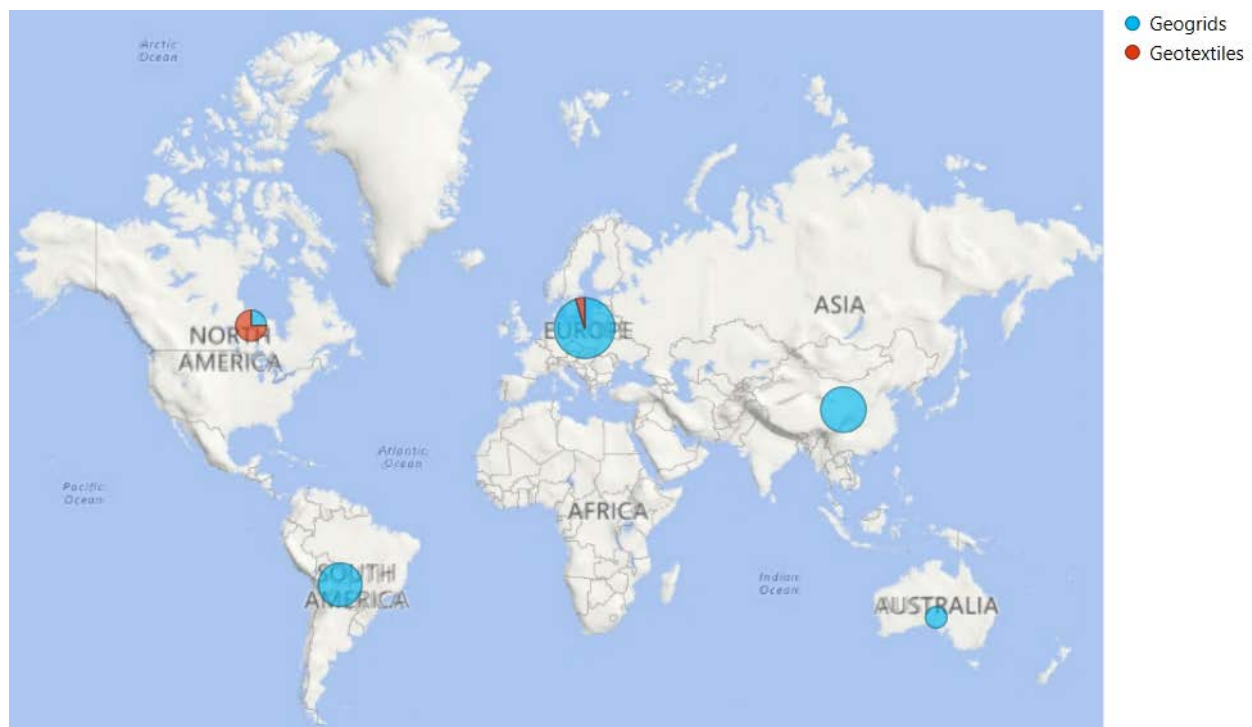 Geogrids
Geotextiles
Arctic
Ocean
NORTH
AMERICA
EUROPE
ASIA
Atlantic
Ocean
Pacific
Ocean
AFRICA
SOUTH
AMERICA
Indian
Ocean
AUSTRALIA